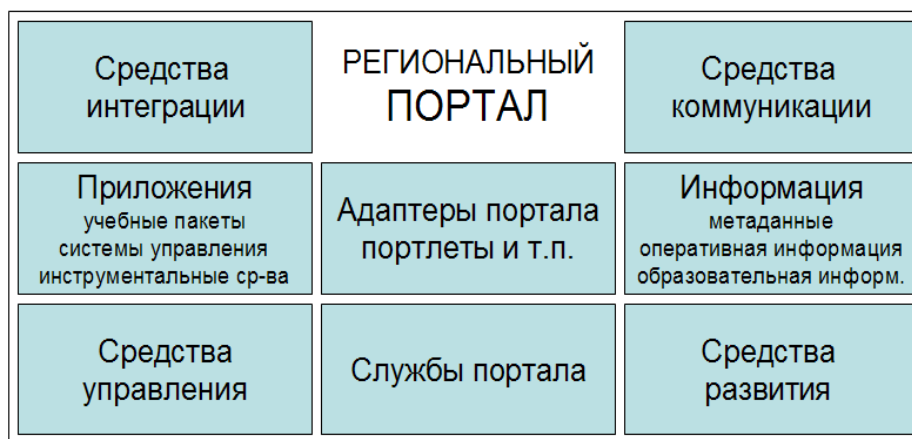 Средства
интеграции
РЕГИОНАЛЬНЫЙ
ПОРТАЛ
Средства
коммуникации
Приложения
учебные пакеты
системы управления
инструментальные ср-ва
Адаптеры портала
портлеты и т.п.
Информация
метаданные
оперативная информация
образовательная информ.
Средства
управления
Службы портала
Средства
развития